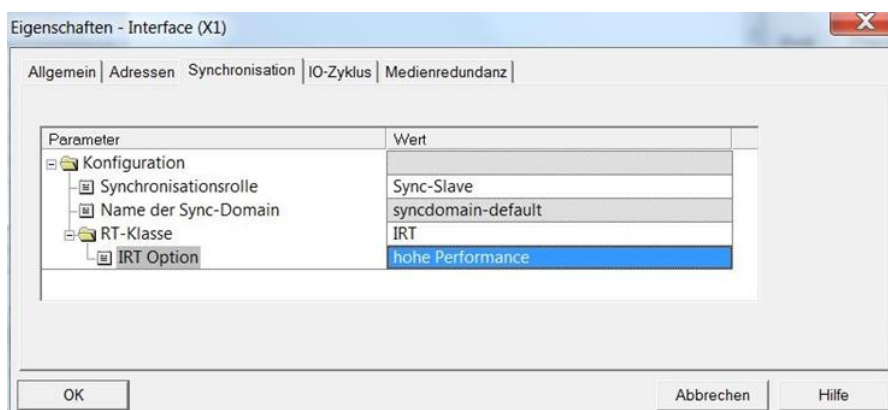 Eigenschaften - Interface (X1)
Allgemein Adressen Synchronisation IO-Zyklus Medienredundanz
Parameter Wert
Konfiguration
Synchronisationsrolle Sync-Slave
Name der Sync-Domain syncdomain-default
RT-Klasse IRT
IRT Option hohe Performance
OK Abbrechen Hilfe